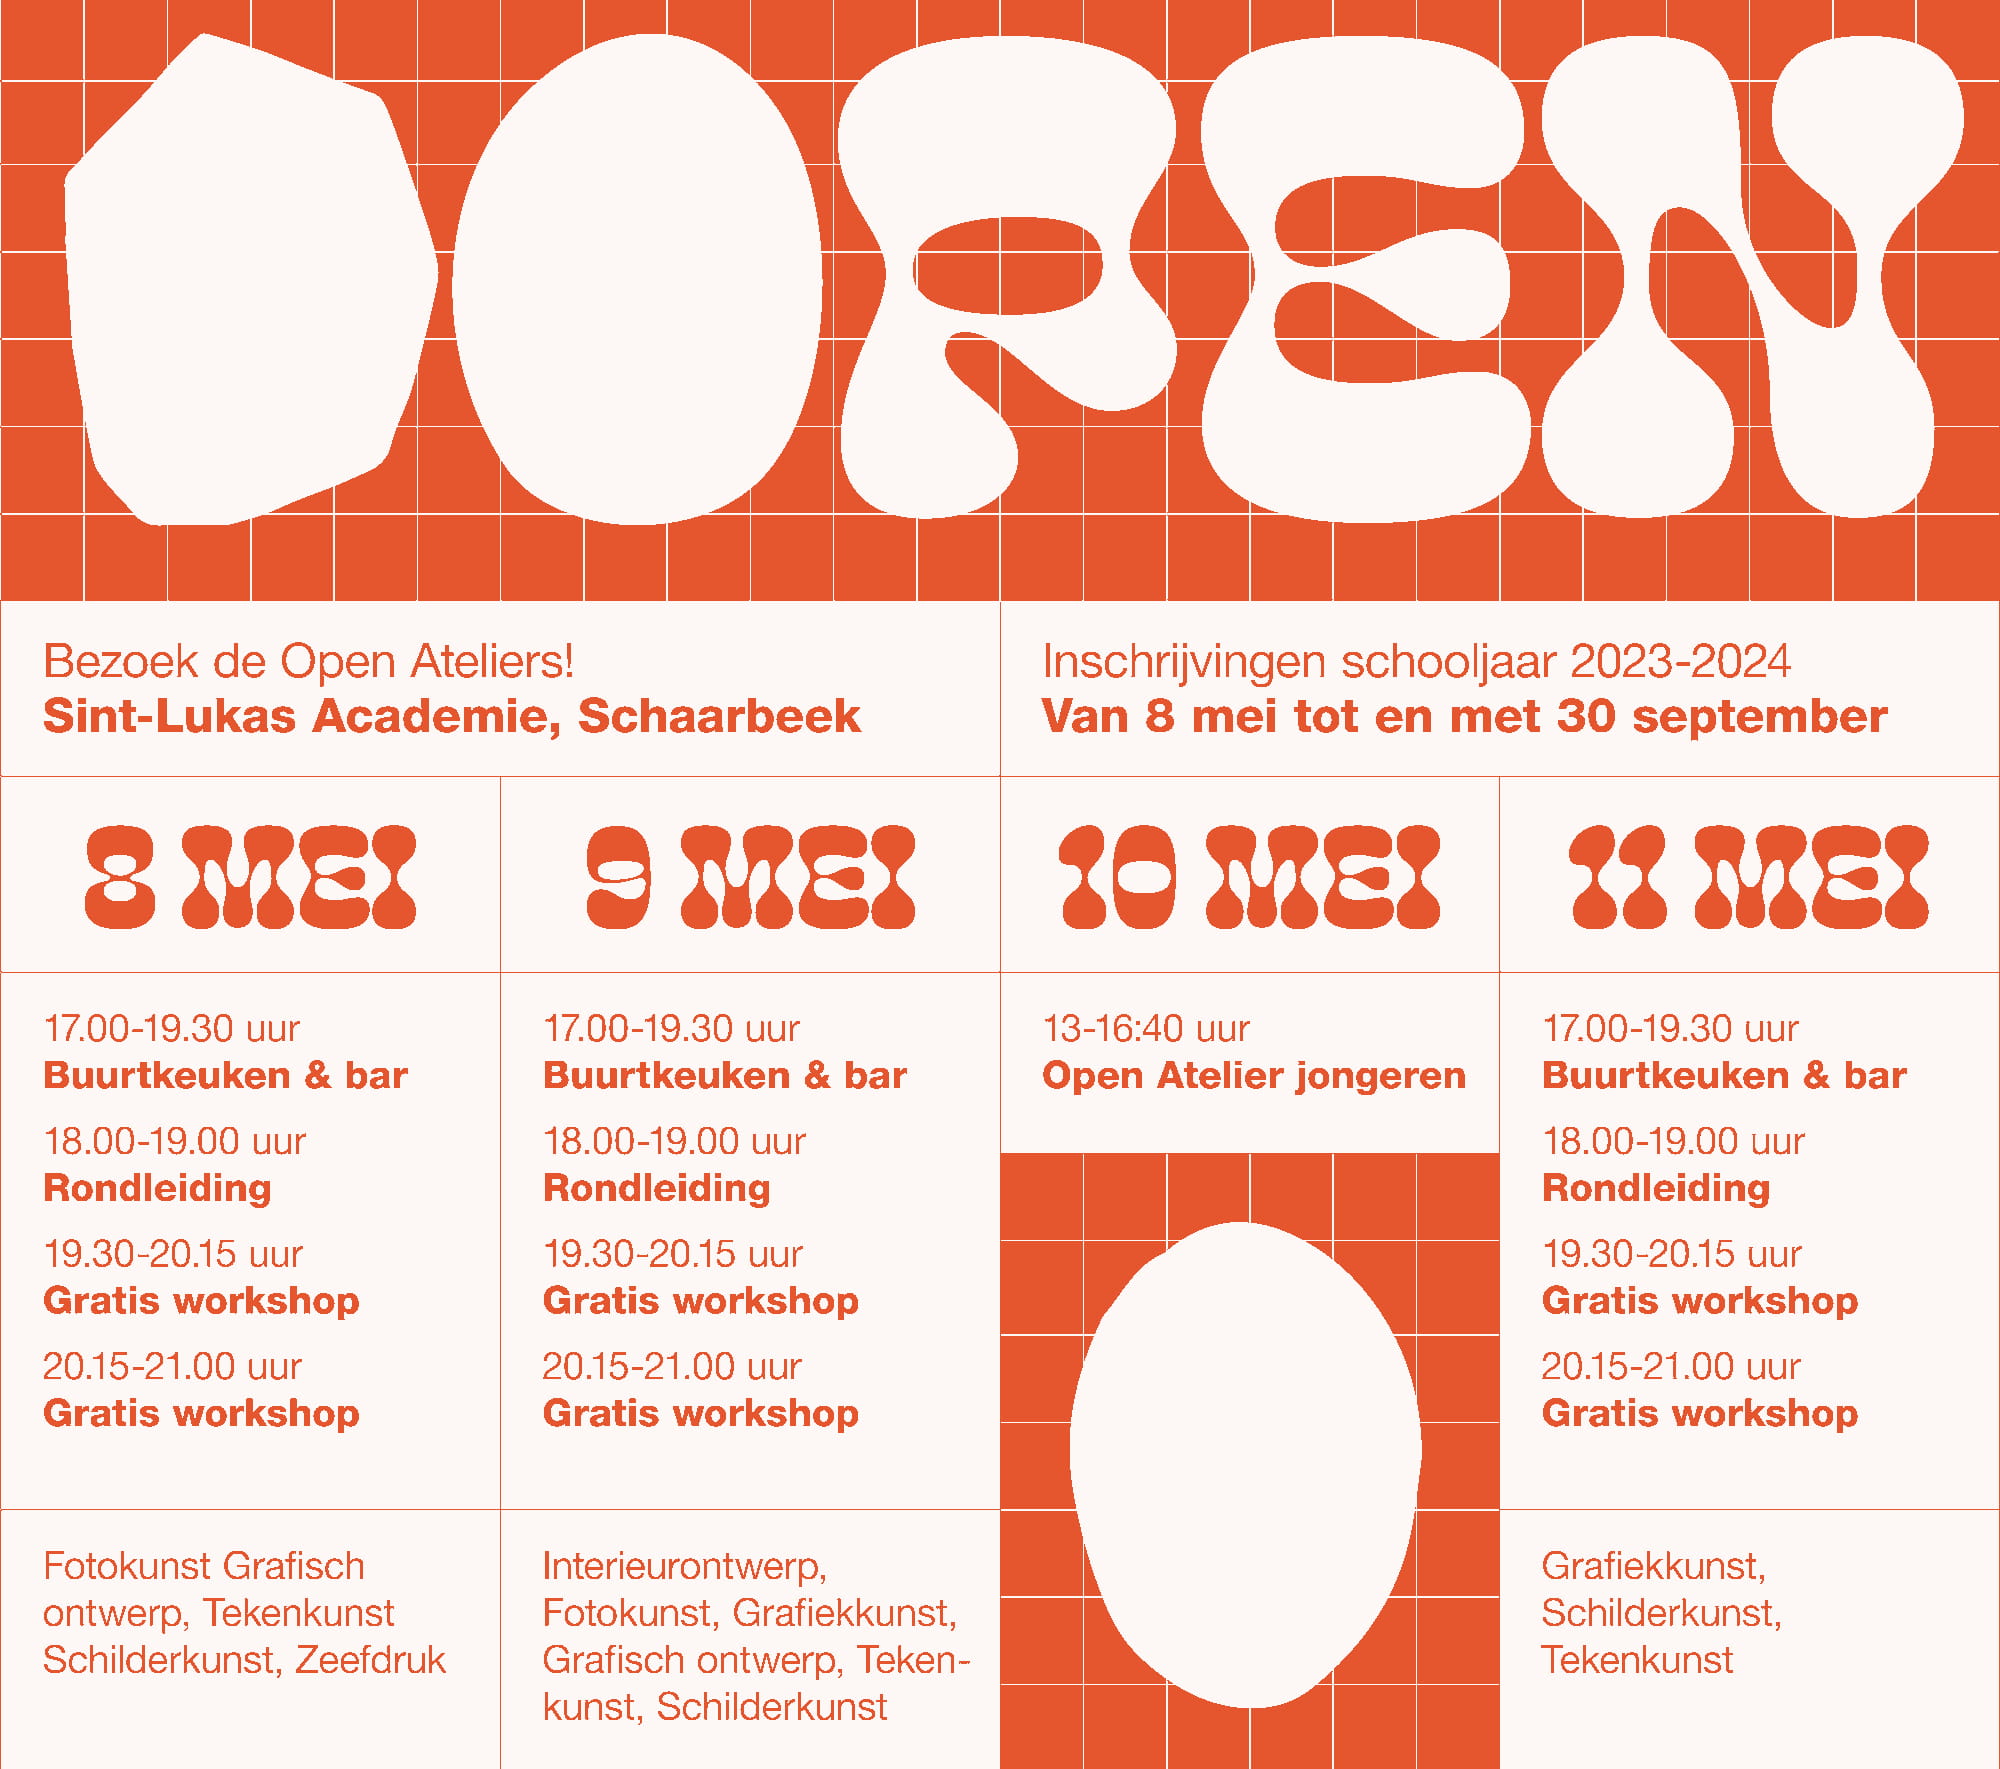 OPEN
Bezoek de Open Ateliers!
Sint-Lukas Academie, Schaarbeek
Inschrijvingen schooljaar 2023-2024
Van 8 mei tot en met 30 september
8 MEI
17.00-19.30 uur
Buurtkeuken & bar
18.00-19.00 uur
Rondleiding
19.30-20.15 uur
Gratis workshop
20.15-21.00 uur
Gratis workshop
Fotokunst Grafisch
ontwerp, Tekenkunst
Schilderkunst, Zeefdruk
9 MEI
17.00-19.30 uur
Buurtkeuken & bar
18.00-19.00 uur
Rondleiding
19.30-20.15 uur
Gratis workshop
20.15-21.00 uur
Gratis workshop
Interieurontwerp,
Fotokunst, Grafiekkunst,
Grafisch ontwerp, Teken-
kunst, Schilderkunst
10 MEI
13-16:40 uur
Open Atelier jongeren
11 MEI
17.00-19.30 uur
Buurtkeuken & bar
18.00-19.00 uur
Rondleiding
19.30-20.15 uur
Gratis workshop
20.15-21.00 uur
Gratis workshop
Grafiekkunst,
Schilderkunst,
Tekenkunst